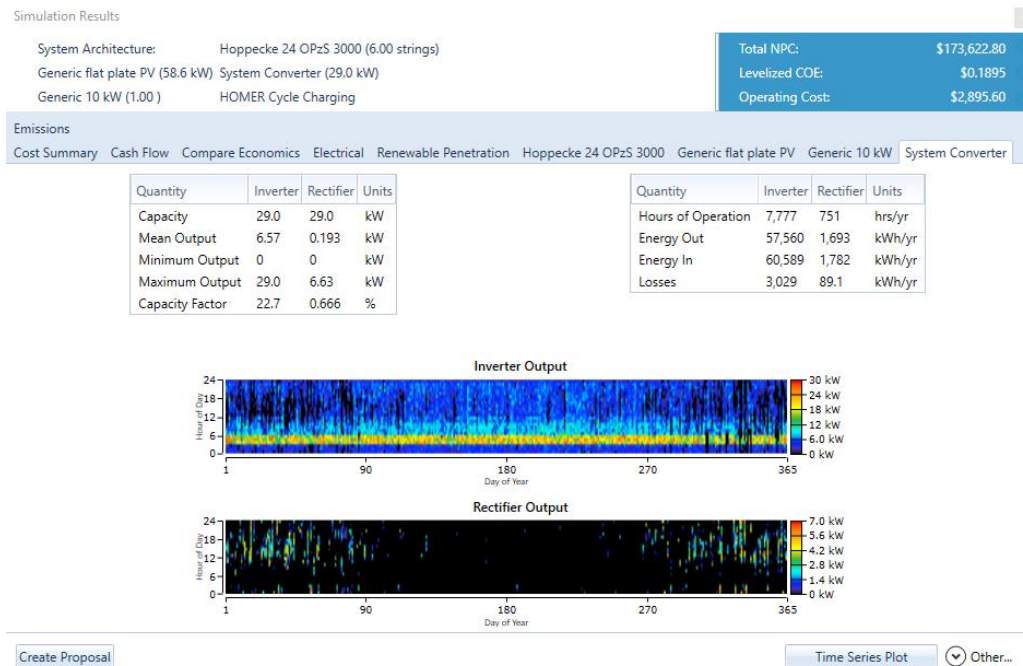 Simulation Results
System Architecture: Hoppecke 24 OPzS 3000 (6.00 strings)
Generic flat plate PV (58.6 kW) System Converter (29.0 kW)
Generic 10 kW (1.00 ) HOMER Cycle Charging
Total NPC: $173,622.80
Levelized COE: $0.1895
Operating Cost: $2,895.60
Emissions
Cost Summary Cash Flow Compare Economics Electrical Renewable Penetration Hoppecke 24 OPzS 3000 Generic flat plate PV Generic 10 kW System Converter
Quantity Inverter Rectifier Units
Capacity 29.0 29.0 kW
Mean Output 6.57 0.193 kW
Minimum Output 0 0 kW
Maximum Output 29.0 6.63 kW
Capacity Factor 22.7 0.666 %
Quantity Inverter Rectifier Units
Hours of Operation 7,777 751 hrs/yr
Energy Out 57,560 1,693 kWh/yr
Energy In 60,589 1,782 kWh/yr
Losses 3,029 89.1 kWh/yr
Inverter Output
Hour of Day
24
18
12
6
0
1 90 180 270 365
Day of Year
30 kW
24 kW
18 kW
12 kW
6.0 kW
0 kW
Rectifier Output
Hour of Day
24
18
12
6
0
1 90 180 270 365
Day of Year
7.0 kW
5.6 kW
4.2 kW
2.8 kW
1.4 kW
0 kW
Create Proposal Time Series Plot Other...